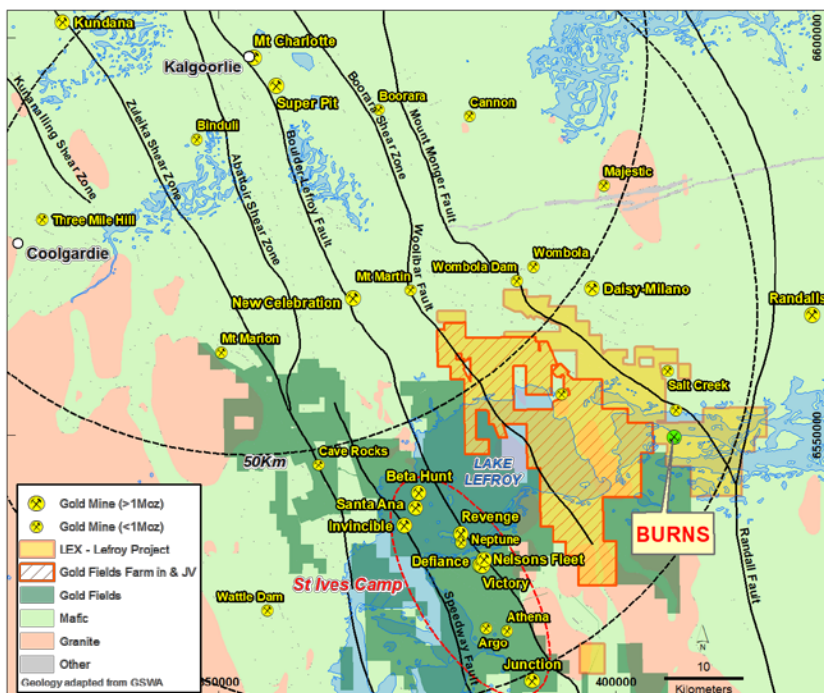 Kundana
Mt Charlotte
Kalgoorlie
Super Pit
Boorara
Cannon
6600000
Kunanalling Shear Zone
Zuleika Shear Zone
Binduli
Abattoir Shear Zone
Boulder Lefroy Fault
Boorara Shear Zone
Mount Monger Fault
Majestic
Three Mile Hill
Coolgardie
Woolibar Fault
Wombola
Wombola Dam
Mt Martin
Daisy-Milano
New Celebration
Randalls
Mt Marion
Salt Creek
50Km
Cave Rocks
LAKE
LEFROY
6550000
Beta Hunt
Santa Ana
Invincible
Revenge
Neptune
BURNS
Defiance
Nelsons Fleet
Victory
St Ives Camp
Randall Fault
Speedway Fault
Wattle Dam
Athena
Argo
Junction
N
10
Kilometers
350000
400000
Gold Mine (>1Moz)
Gold Mine (<1Moz)
LEX - Lefroy Project
Gold Fields Farm in & JV
Gold Fields
Mafic
Granite
Other
Geology adapted from GSWA